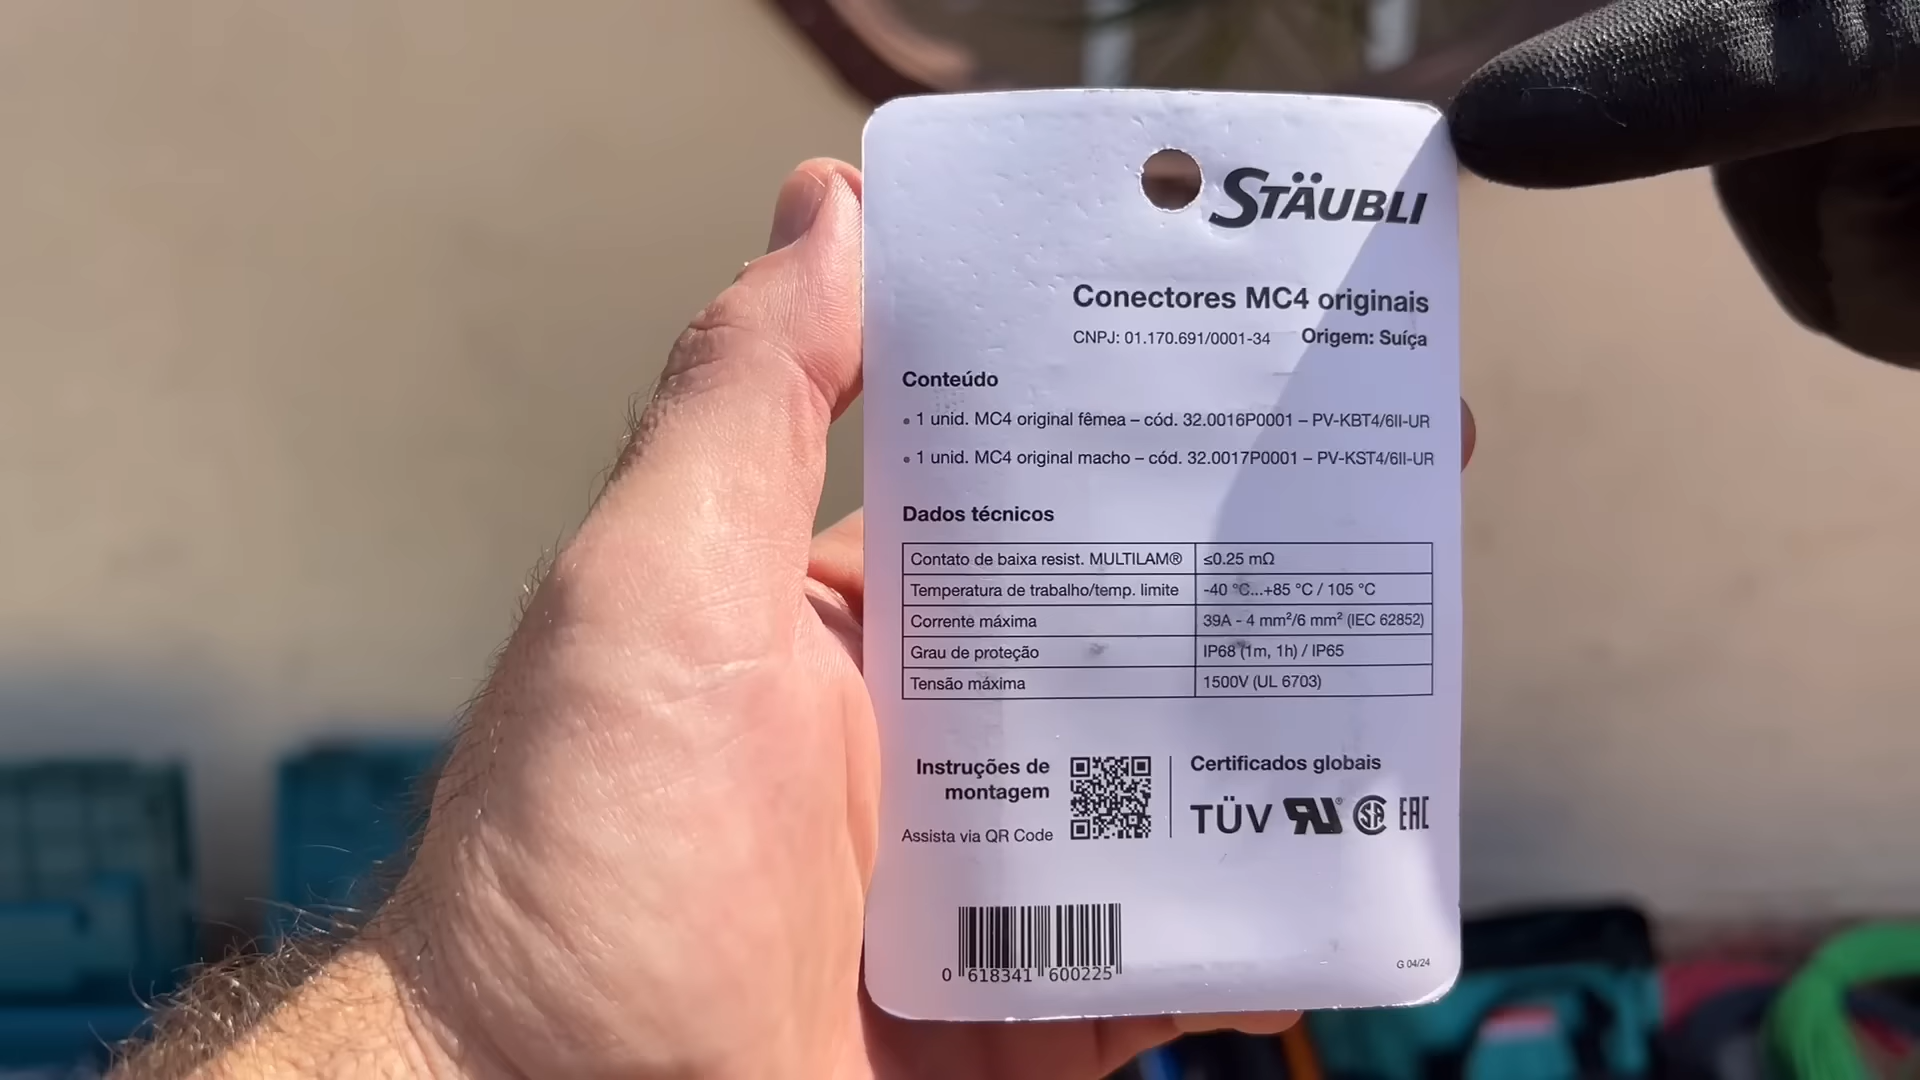 STÄUBLI
Conectores MC4 originais
CNPJ: 01.170.691/0001-34 Origem: Suíça
Conteúdo
• 1 unid. MC4 original fêmea – cód. 32.0016P0001 – PV-KBT4/6II-UR
• 1 unid. MC4 original macho – cód. 32.0017P0001 – PV-KST4/6II-UR
Dados técnicos
Contato de baixa resist. MULTILAM® ≤0.25 mΩ
Temperatura de trabalho/temp. limite -40 °C...+85 °C / 105 °C
Corrente máxima 39A - 4 mm²/6 mm² (IEC 62852)
Grau de proteção IP68 (1m, 1h) / IP65
Tensão máxima 1500V (UL 6703)
Instruções de
montagem
Assista via QR Code
Certificados globais
TÜV RU® SA EAC
0 618341 600225
G 04/24